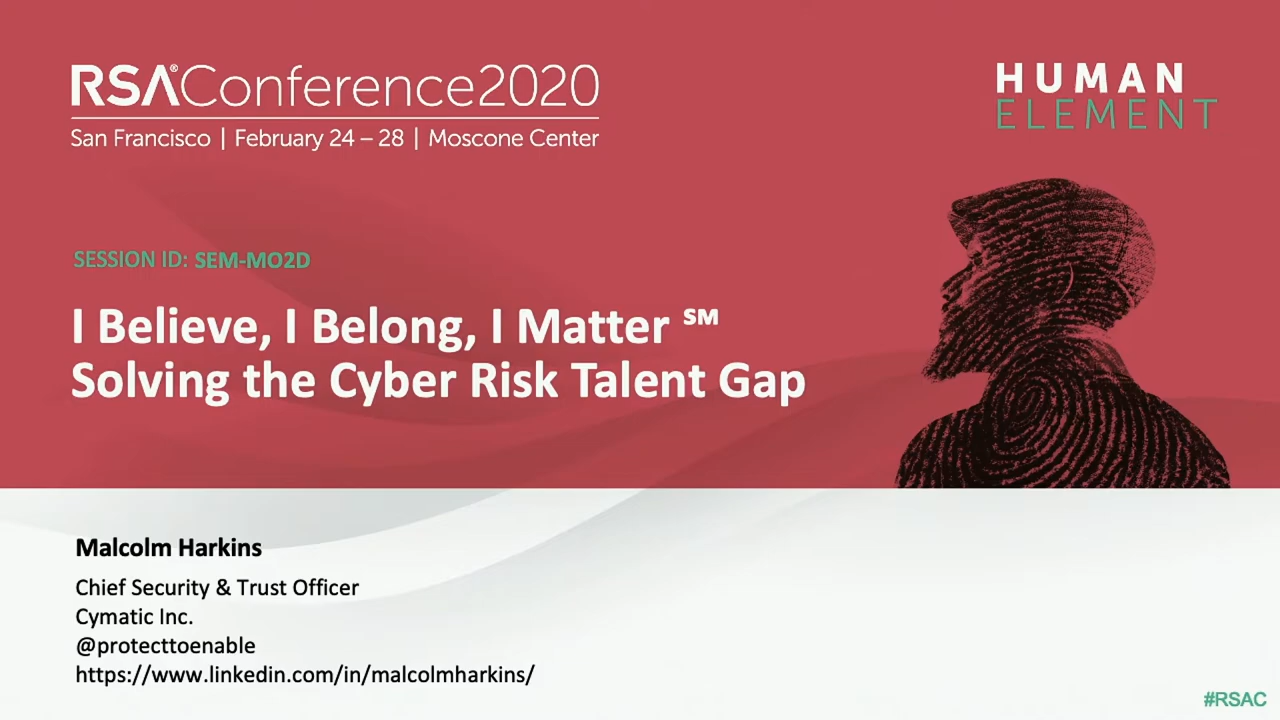 RSA®Conference2020
San Francisco | February 24 – 28 | Moscone Center
HUMAN
ELEMENT
SESSION ID: SEM-MO2D
I Believe, I Belong, I Matter ℠
Solving the Cyber Risk Talent Gap
Malcolm Harkins
Chief Security & Trust Officer
Cymatic Inc.
@protecttoenable
https://www.linkedin.com/in/malcolmharkins/
#RSAC